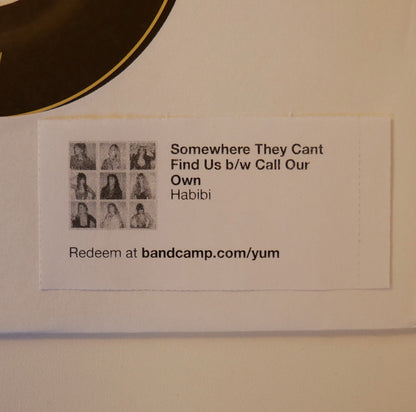 Somewhere They Cant
Find Us b/w Call Our
Own
Habibi
Redeem at bandcamp.com/yum